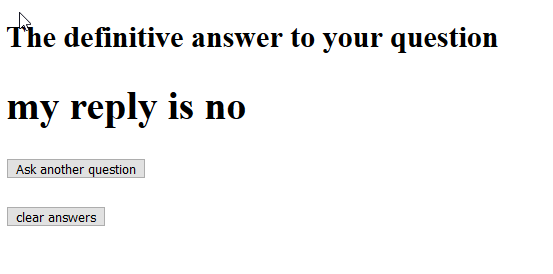 The definitive answer to your question
my reply is no
Ask another question
clear answers